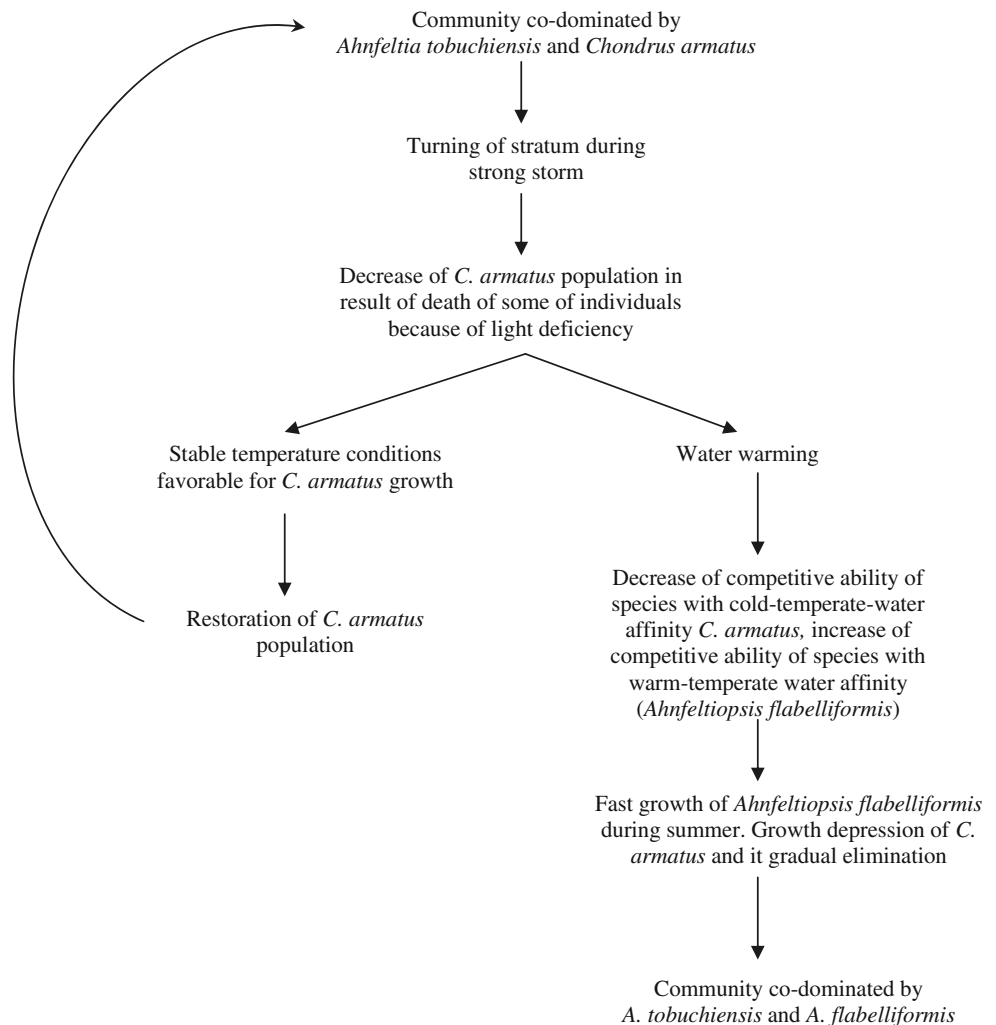 Community co-dominated by
Ahnfeltia tobuchiensis and Chondrus armatus
Turning of stratum during
strong storm
Decrease of C. armatus population in
result of death of some of individuals
because of light deficiency
Stable temperature conditions
favorable for C. armatus growth
Restoration of C. armatus
population
Water warming
Decrease of competitive ability of
species with cold-temperate-water
affinity C. armatus, increase of
competitive ability of species with
warm-temperate water affinity
(Ahnfeltiopsis flabelliformis)
Fast growth of Ahnfeltiopsis flabelliformis
during summer. Growth depression of C.
armatus and it gradual elimination
Community co-dominated by
A. tobuchiensis and A. flabelliformis